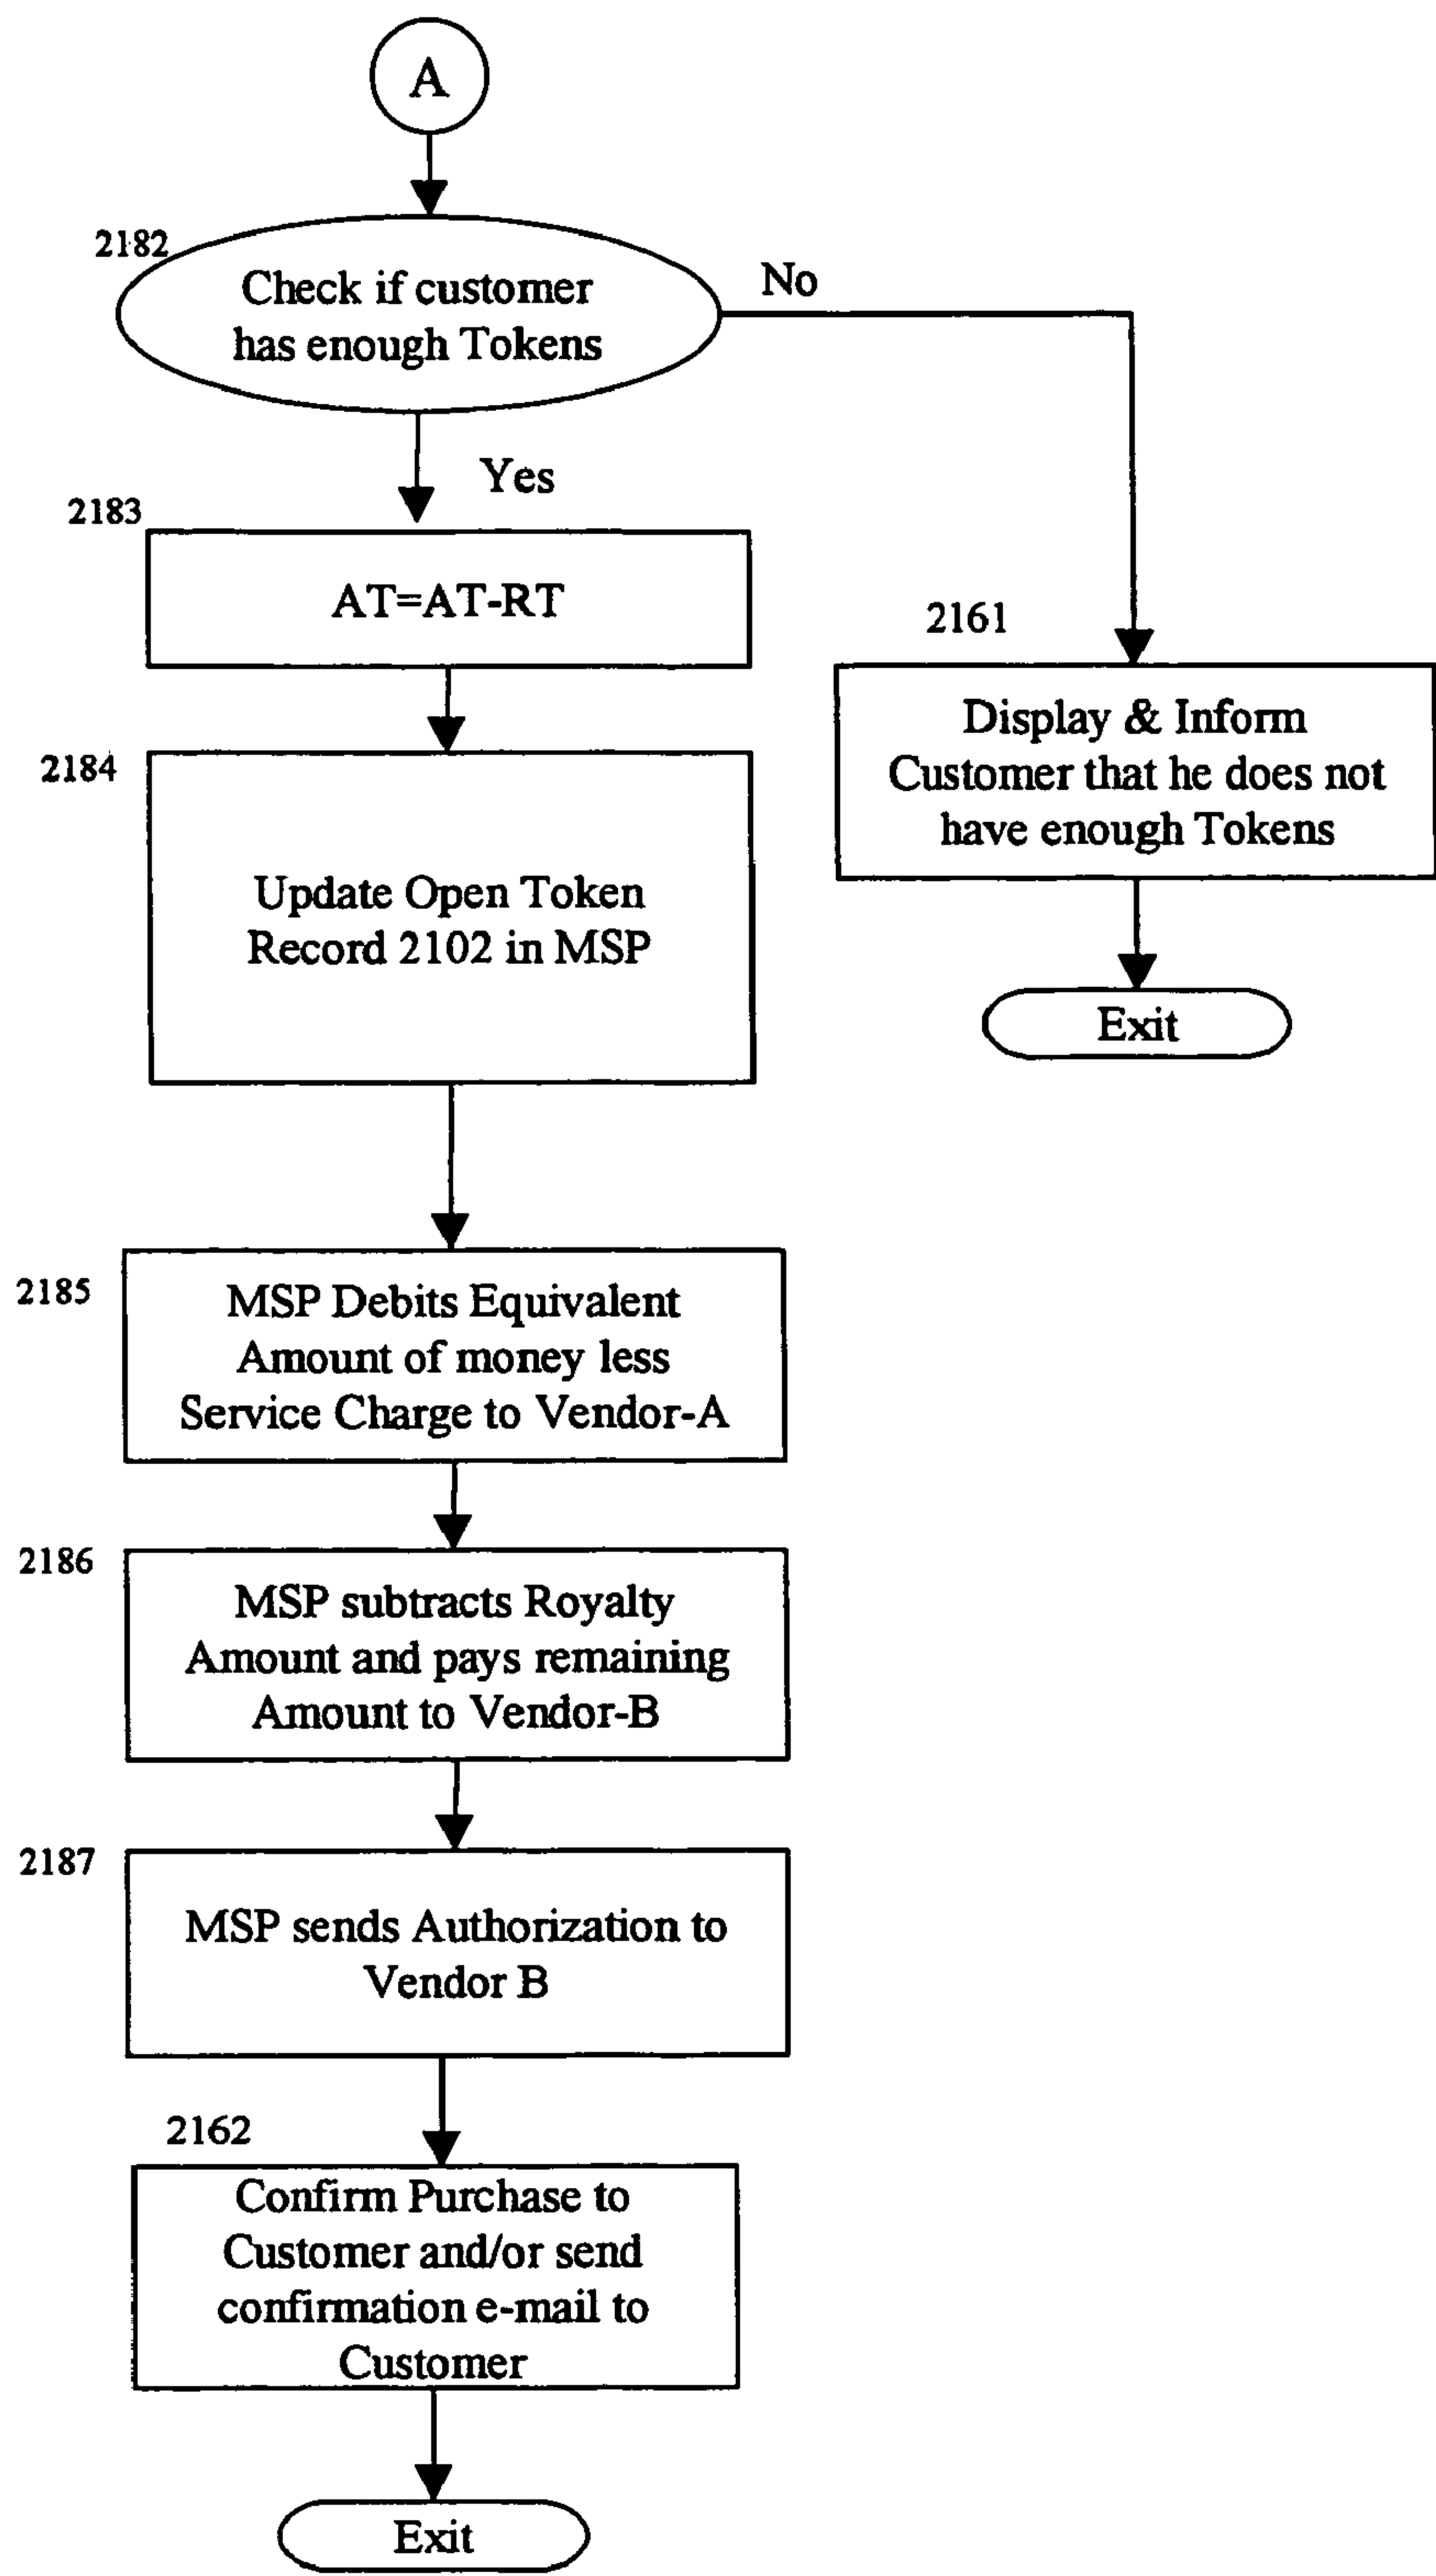 A
2182
Check if customer
has enough Tokens
No
Yes
2183
AT=AT-RT
2161
Display & Inform
Customer that he does not
have enough Tokens
Exit
2184
Update Open Token
Record 2102 in MSP
2185
MSP Debits Equivalent
Amount of money less
Service Charge to Vendor-A
2186
MSP subtracts Royalty
Amount and pays remaining
Amount to Vendor-B
2187
MSP sends Authorization to
Vendor B
2162
Confirm Purchase to
Customer and/or send
confirmation e-mail to
Customer
Exit